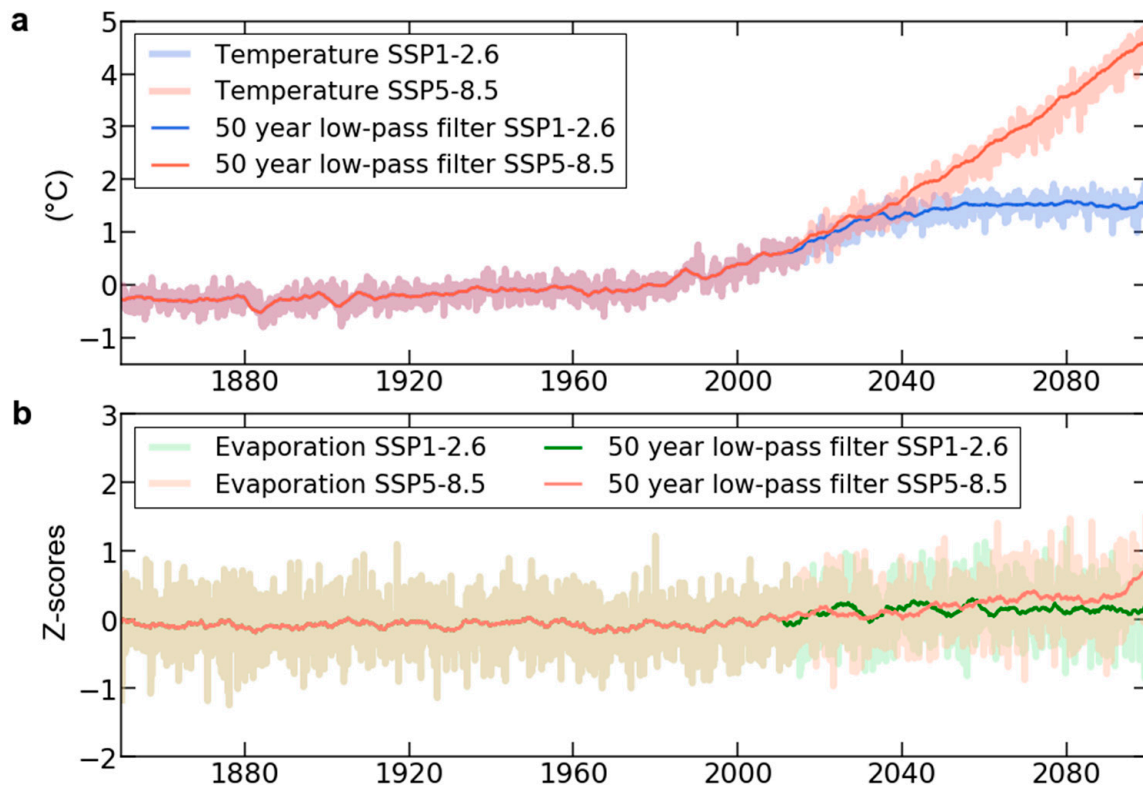 a
5
4
3
2
1
0
−1
(°C)
Temperature SSP1-2.6
Temperature SSP5-8.5
50 year low-pass filter SSP1-2.6
50 year low-pass filter SSP5-8.5
1880 1920 1960 2000 2040 2080
b
3
2
1
0
−1
−2
Z-scores
Evaporation SSP1-2.6 50 year low-pass filter SSP1-2.6
Evaporation SSP5-8.5 50 year low-pass filter SSP5-8.5
1880 1920 1960 2000 2040 2080